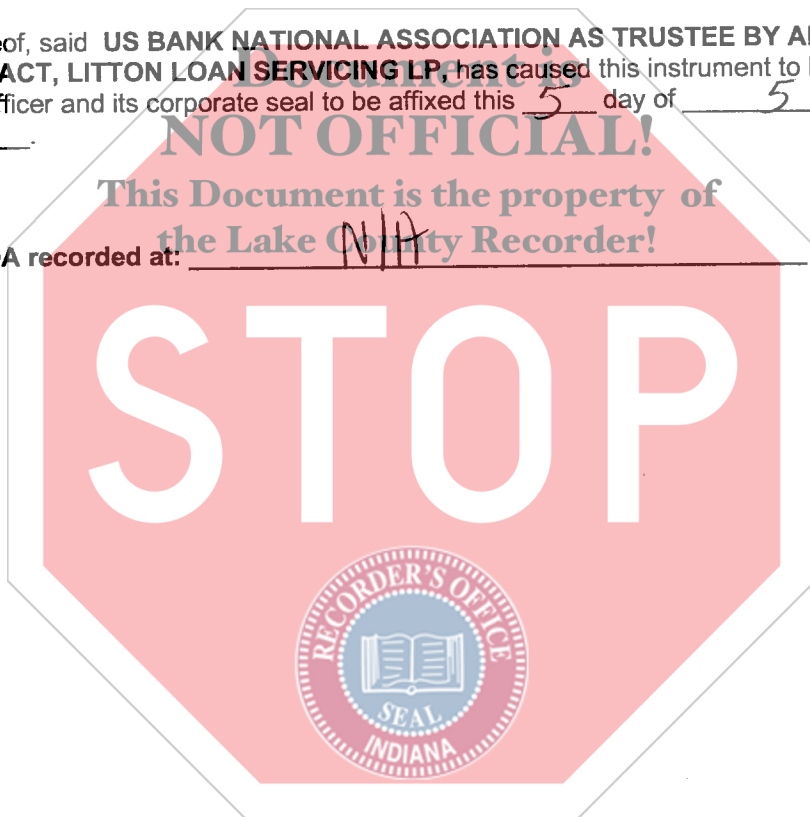 of, said US BANK NATIONAL ASSOCIATION AS TRUSTEE BY
Document is
ACT, LITTON LOAN SERVICING LP, has caused this instrument to
ficer and its corporate seal to be affixed this 5 day of 5
NOT OFFICIAL!
This Document is the property of
the Lake County Recorder!
A recorded at: N/A
STOP
RECORDER'S OFFICE
SEAL
INDIANA